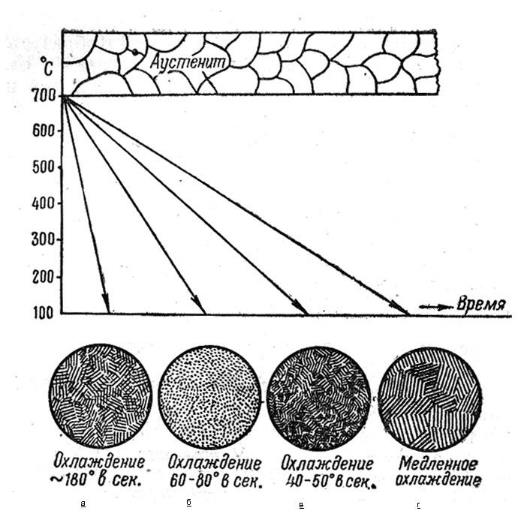 Аустенит
°С
700
600
500
400
300
200
100
Время
Охлаждение
~180° в сек.
Охлаждение
60-80° в сек.
Охлаждение
40-50° в сек.
Медленное
охлаждение
а
б
в
г